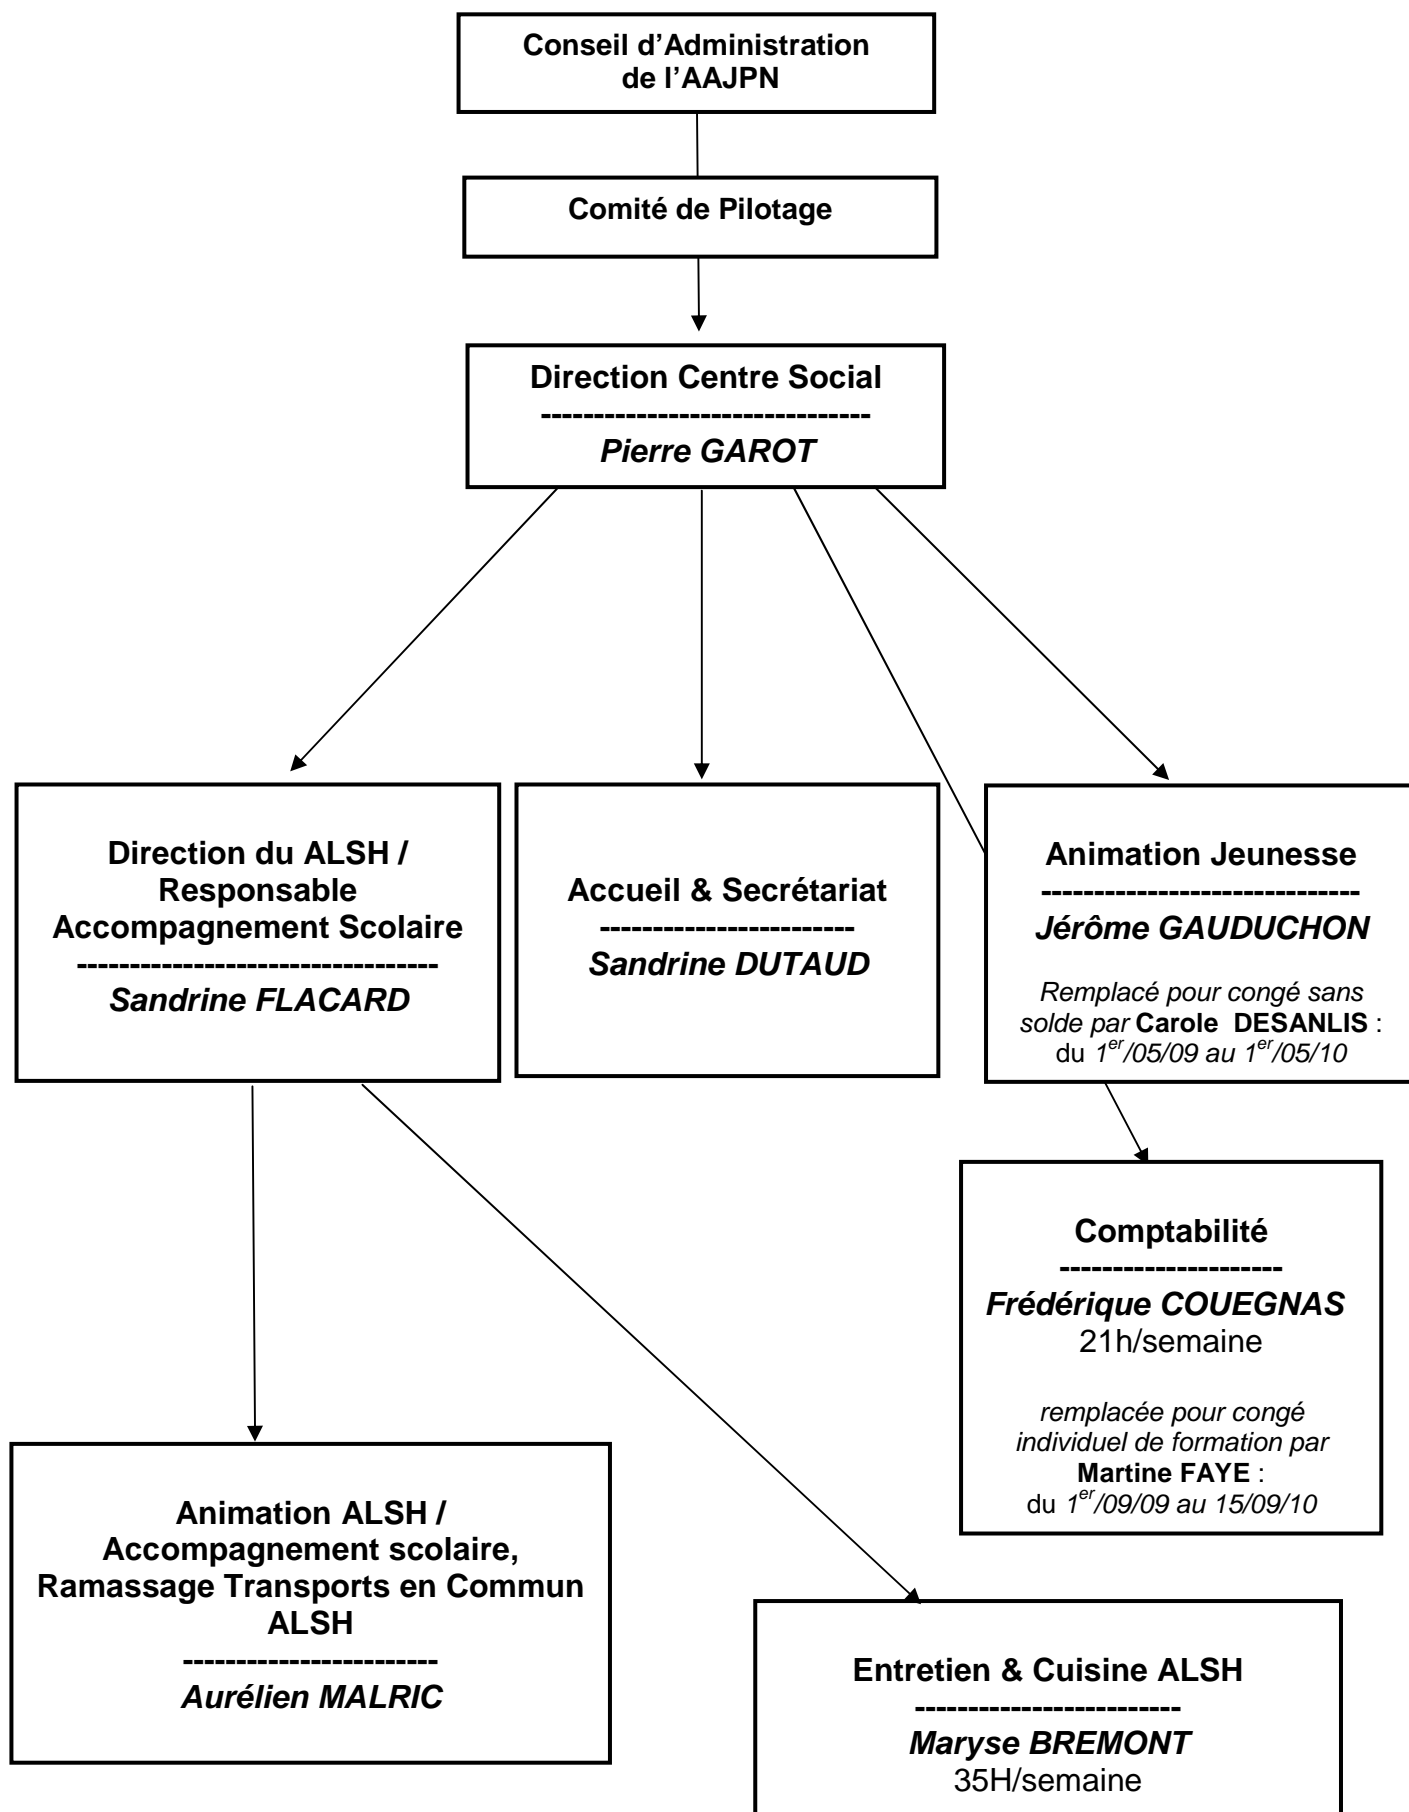 Conseil d’Administration
de l’AAJPN
Comité de Pilotage
Direction Centre Social
-------------------------------
Pierre GAROT
Direction du ALSH /
Responsable
Accompagnement Scolaire
----------------------------------
Sandrine FLACARD
Accueil & Secrétariat
------------------------
Sandrine DUTAUD
Animation Jeunesse
------------------------------
Jérôme GAUDUCHON
Remplacé pour congé sans
solde par Carole  DESANLIS :
du 1er/05/09 au 1er/05/10
Comptabilité
---------------------
Frédérique COUEGNAS
21h/semaine
remplacée pour congé
individuel de formation par
Martine FAYE :
du 1er/09/09 au 15/09/10
Animation ALSH /
Accompagnement scolaire,
Ramassage Transports en Commun
ALSH
------------------------
Aurélien MALRIC
Entretien & Cuisine ALSH
-------------------------
Maryse BREMONT
35H/semaine